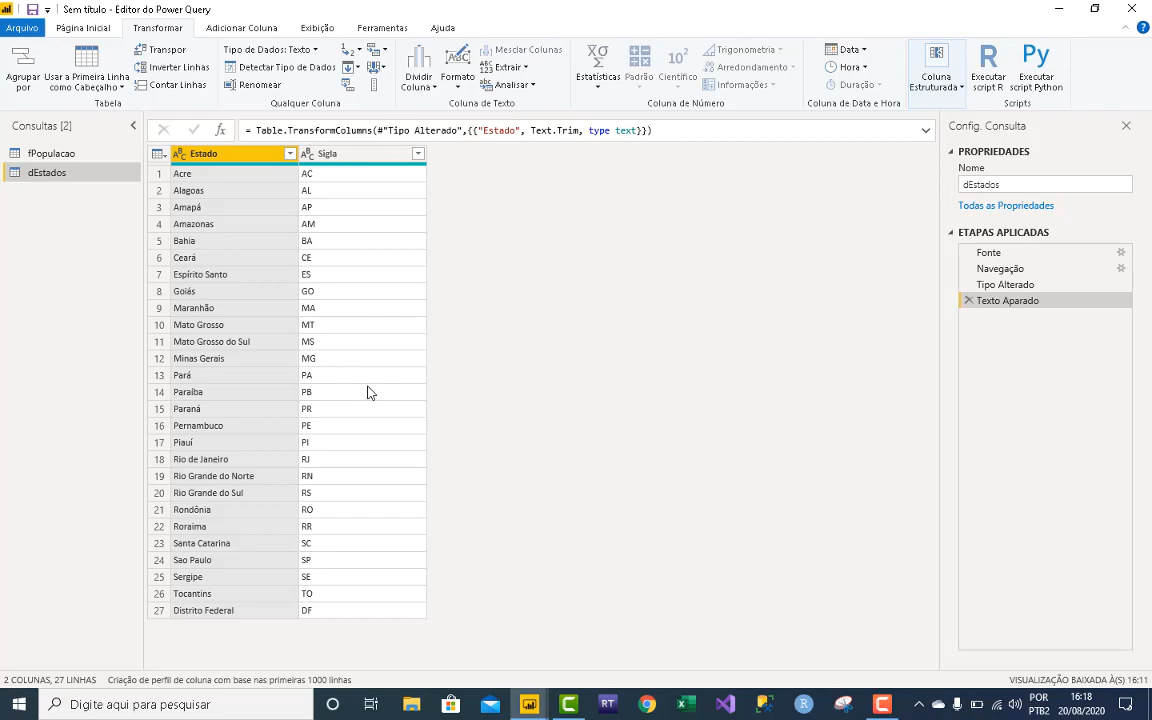 Sem título - Editor do Power Query
Arquivo Página Inicial Transformar Adicionar Coluna Exibição Ferramentas Ajuda
Agrupar por
Usar a Primeira Linha como Cabeçalho
Transpor
Inverter Linhas
Contar Linhas
Tabela
Tipo de Dados: Texto
Detectar Tipo de Dados
Renomear
Qualquer Coluna
Dividir Coluna
Formato
Mesclar Colunas
Extrair
Analisar
Coluna de Texto
Estatísticas
Padrão
Científico
Trigonometria
Arredondamento
Informações
Coluna de Número
Data
Hora
Duração
Coluna de Data e Hora
Coluna Estruturada
Executar script R
Executar script Python
Scripts
Consultas [2]
fPopulacao
dEstados
= Table.TransformColumns(#"Tipo Alterado",{{"Estado", Text.Trim, type text}})
Estado Sigla
1 Acre AC
2 Alagoas AL
3 Amapá AP
4 Amazonas AM
5 Bahia BA
6 Ceará CE
7 Espírito Santo ES
8 Goiás GO
9 Maranhão MA
10 Mato Grosso MT
11 Mato Grosso do Sul MS
12 Minas Gerais MG
13 Pará PA
14 Paraíba PB
15 Paraná PR
16 Pernambuco PE
17 Piauí PI
18 Rio de Janeiro RJ
19 Rio Grande do Norte RN
20 Rio Grande do Sul RS
21 Rondônia RO
22 Roraima RR
23 Santa Catarina SC
24 Sao Paulo SP
25 Sergipe SE
26 Tocantins TO
27 Distrito Federal DF
Config. Consulta
PROPRIEDADES
Nome
dEstados
Todas as Propriedades
ETAPAS APLICADAS
Fonte
Navegação
Tipo Alterado
Texto Aparado
2 COLUNAS, 27 LINHAS Criação de perfil de coluna com base nas primeiras 1000 linhas VISUALIZAÇÃO BAIXADA À(S) 16:11
Digite aqui para pesquisar
RT
R
POR
PTB2
16:18
20/08/2020